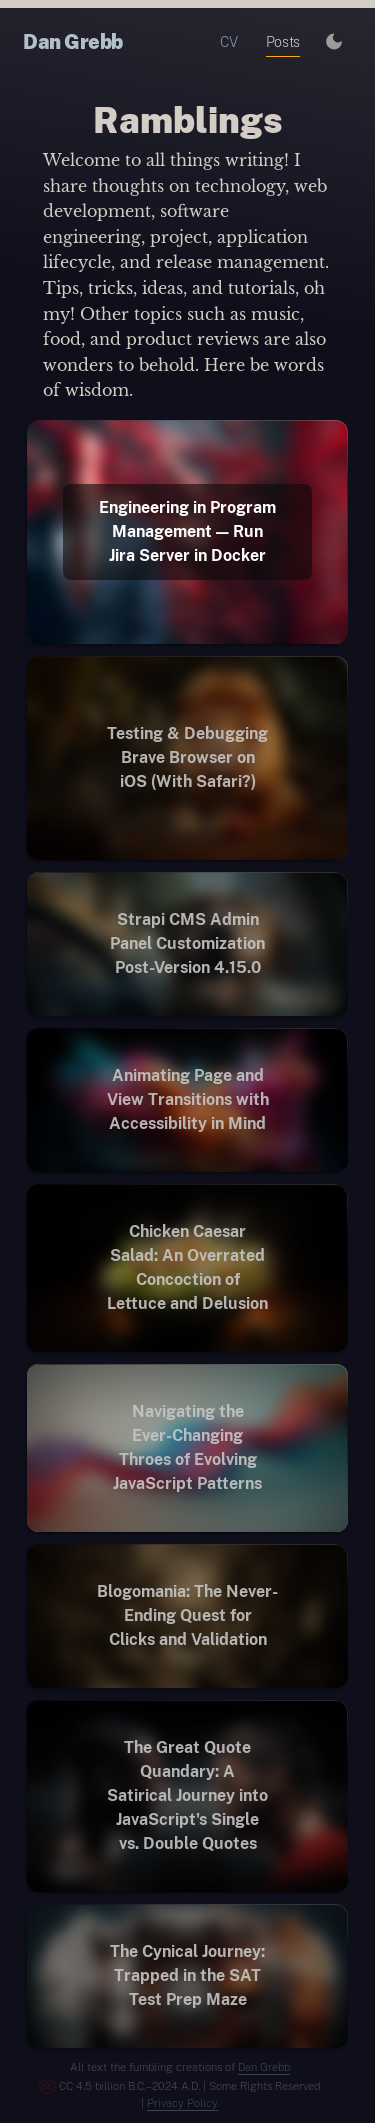 Dan Grebb
CV
Posts
Ramblings
Welcome to all things writing! I
share thoughts on technology, web
development, software
engineering, project, application
lifecycle, and release management.
Tips, tricks, ideas, and tutorials, oh
my! Other topics such as music,
food, and product reviews are also
wonders to behold. Here be words
of wisdom.
Engineering in Program
Management — Run
Jira Server in Docker
Testing & Debugging
Brave Browser on
iOS (With Safari?)
Strapi CMS Admin
Panel Customization
Post-Version 4.15.0
Animating Page and
View Transitions with
Accessibility in Mind
Chicken Caesar
Salad: An Overrated
Concoction of
Lettuce and Delusion
Navigating the
Ever-Changing
Throes of Evolving
JavaScript Patterns
Blogomania: The Never-
Ending Quest for
Clicks and Validation
The Great Quote
Quandary: A
Satirical Journey into
JavaScript's Single
vs. Double Quotes
The Cynical Journey:
Trapped in the SAT
Test Prep Maze
All text the fumbling creations of Dan Grebb
CC 4.5 billion B.C.–2024 A.D. | Some Rights Reserved
| Privacy Policy